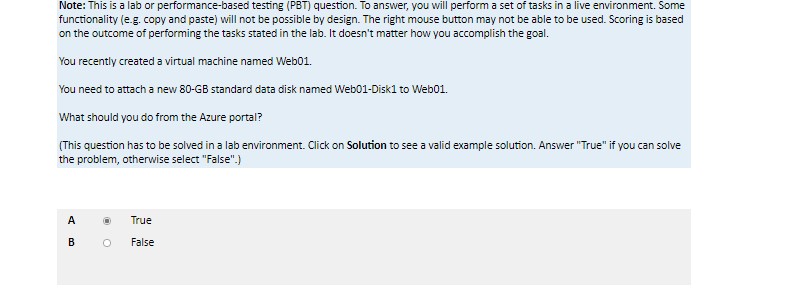 Note: This is a lab or performance-based testing (PBT) question. To answer, you will perform a set of tasks in a live environment. Some
functionality (e.g. copy and paste) will not be possible by design. The right mouse button may not be able to be used. Scoring is based
on the outcome of performing the tasks stated in the lab. It doesn't matter how you accomplish the goal.
You recently created a virtual machine named Web01.
You need to attach a new 80-GB standard data disk named Web01-Disk1 to Web01.
What should you do from the Azure portal?
(This question has to be solved in a lab environment. Click on Solution to see a valid example solution. Answer "True" if you can solve
the problem, otherwise select "False".)
A True
B False